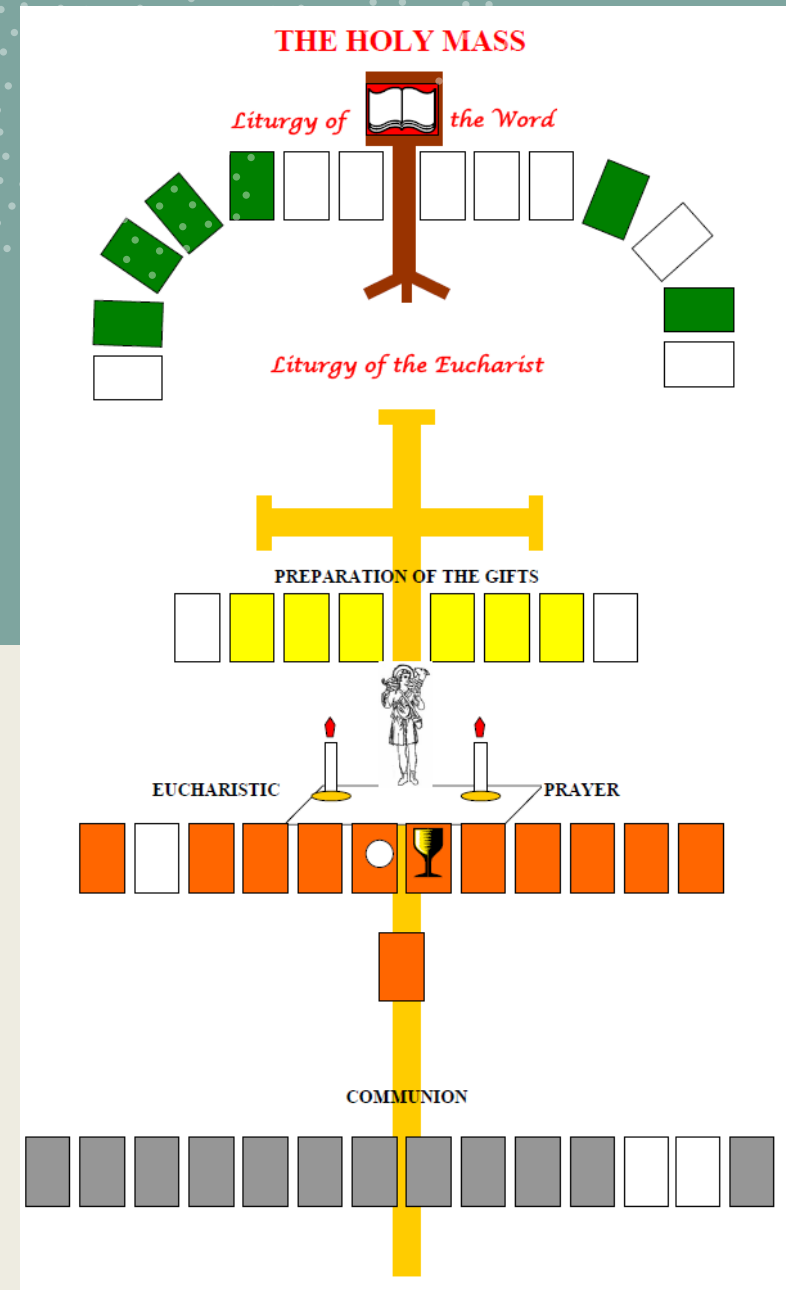 THE HOLY MASS
Liturgy of the Word
Liturgy of the Eucharist
PREPARATION OF THE GIFTS
EUCHARISTIC PRAYER
COMMUNION